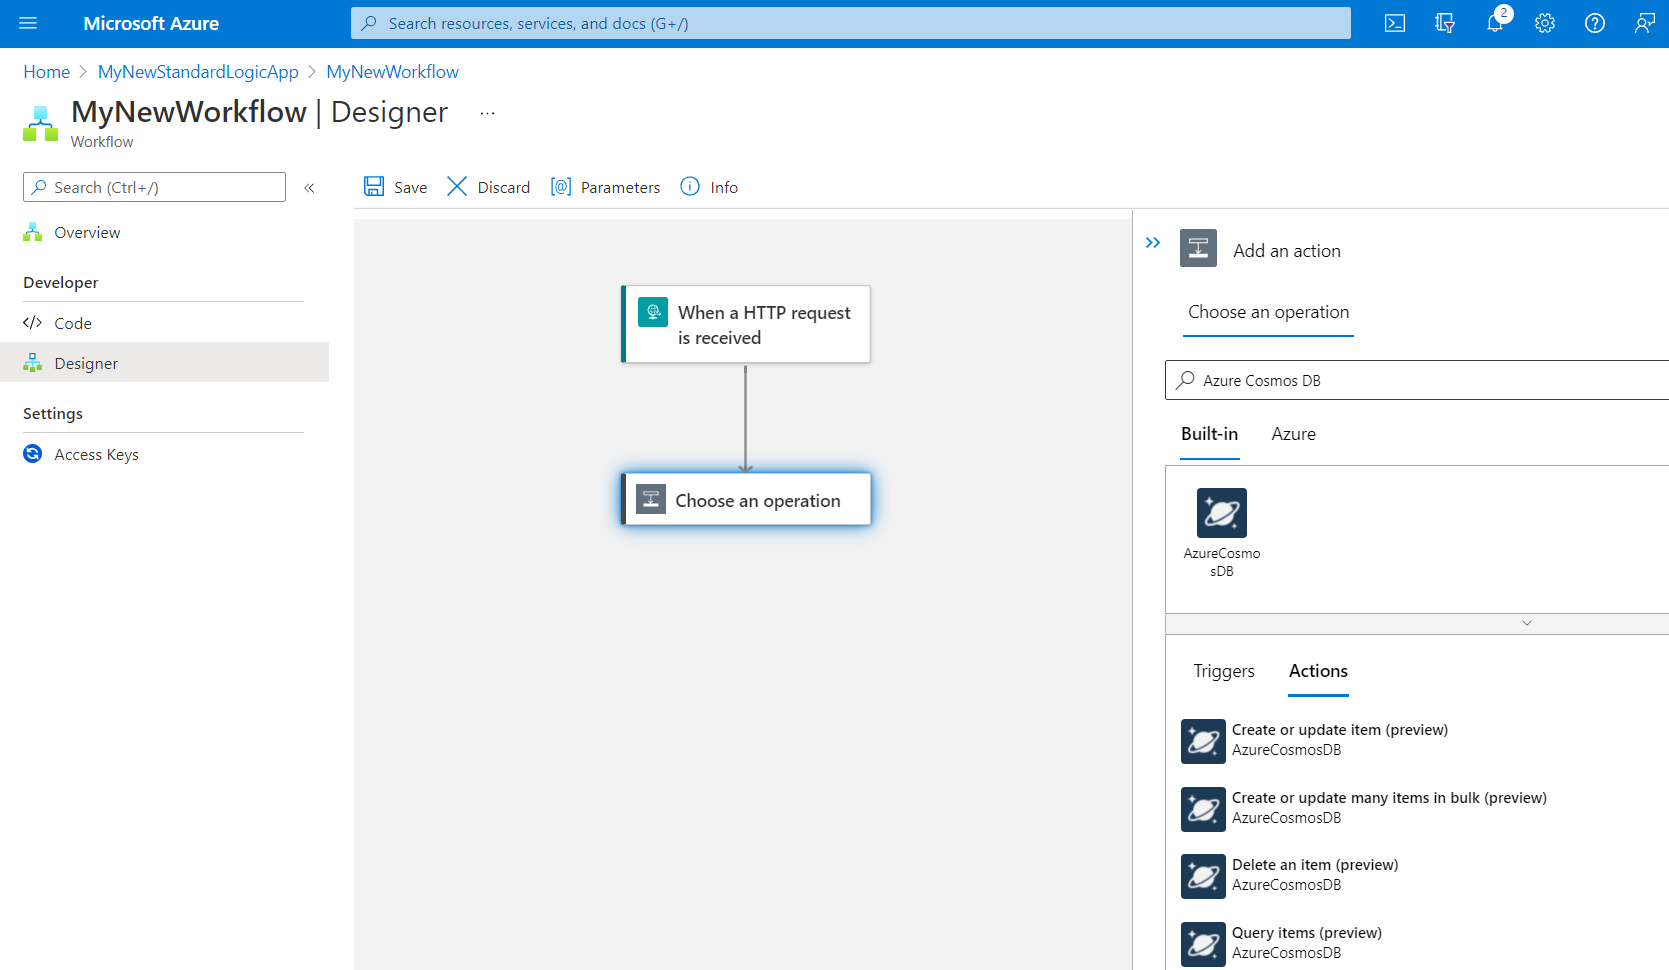 Microsoft Azure
Search resources, services, and docs (G+/)
2
Home > MyNewStandardLogicApp > MyNewWorkflow
MyNewWorkflow | Designer ...
Workflow
Search (Ctrl+/)
«
Overview
Developer
</> Code
Designer
Settings
Access Keys
Save
Discard
[@] Parameters
Info
When a HTTP request
is received
Choose an operation
Add an action
Choose an operation
Azure Cosmos DB
Built-in
Azure
AzureCosmo
sDB
Triggers
Actions
Create or update item (preview)
AzureCosmosDB
Create or update many items in bulk (preview)
AzureCosmosDB
Delete an item (preview)
AzureCosmosDB
Query items (preview)
AzureCosmosDB